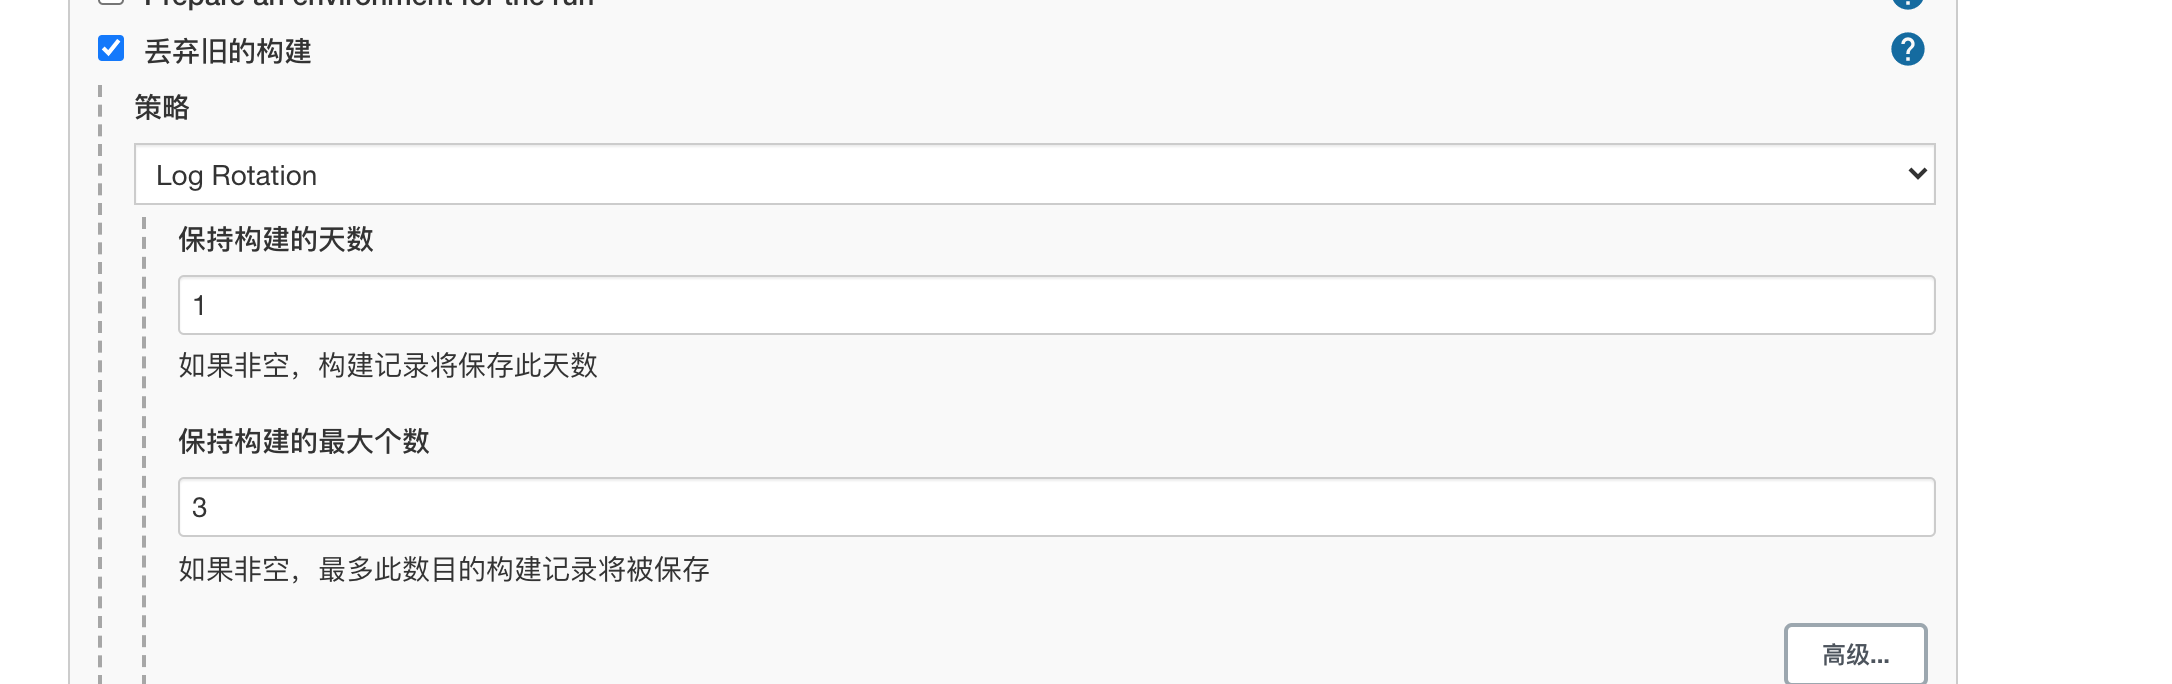 Prepare an environment for the run
丢弃旧的构建
策略
Log Rotation
保持构建的天数
1
如果非空，构建记录将保存此天数
保持构建的最大个数
3
如果非空，最多此数目的构建记录将被保存
高级...